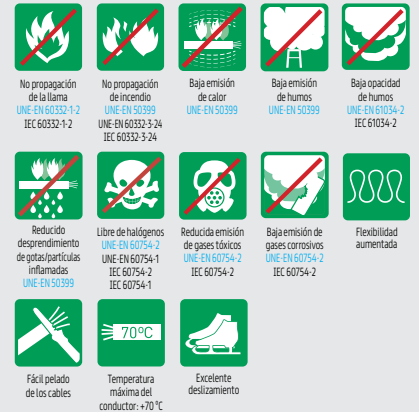 No propagación
de la llama
UNE-EN 60332-1-2
IEC 60332-1-2
No propagación
de incendio
UNE-EN 50399
UNE-EN 60332-3-24
IEC 60332-3-24
Baja emisión
de calor
UNE-EN 50399
Baja emisión
de humos
UNE-EN 50399
Baja opacidad
de humos
UNE-EN 61034-2
IEC 61034-2
Reducido
desprendimiento
de gotas/partículas
inflamadas
UNE-EN 50399
Libre de halógenos
UNE-EN 60754-2
UNE-EN 60754-1
IEC 60754-2
IEC 60754-1
Reducida emisión
de gases tóxicos
UNE-EN 60754-2
IEC 60754-2
Baja emisión de
gases corrosivos
UNE-EN 60754-2
IEC 60754-2
Flexibilidad
aumentada
70ºC
Fácil pelado
de los cables
Temperatura
máxima del
conductor: +70 °C
Excelente
deslizamiento